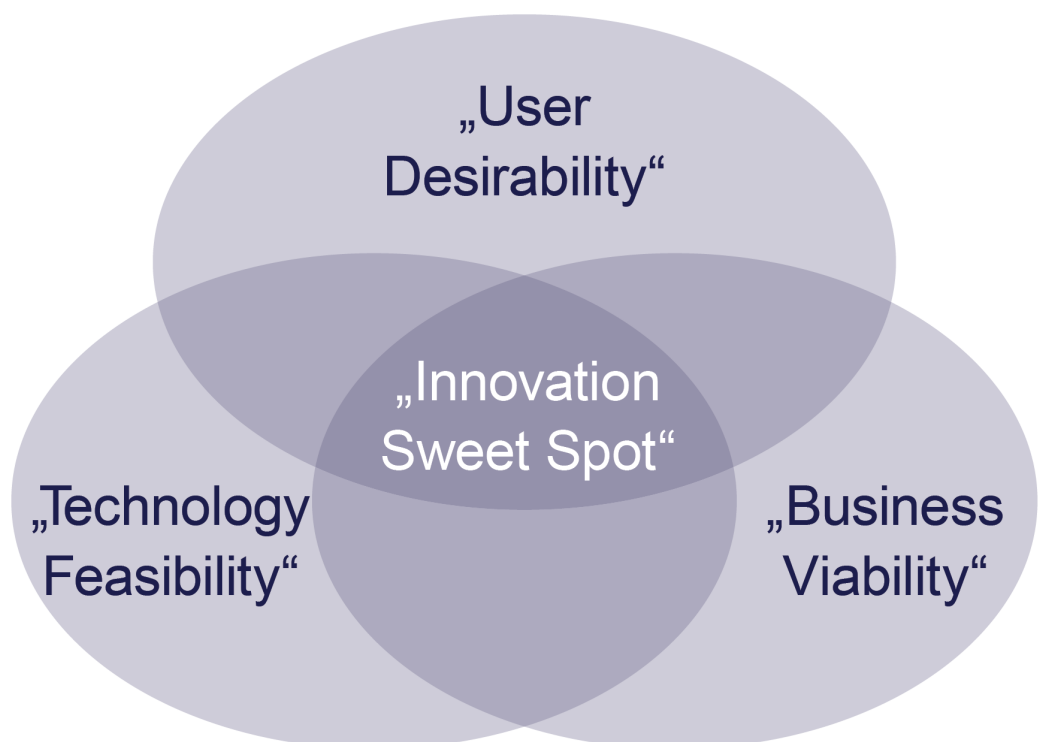 „User
Desirability“
„Innovation
Sweet Spot“
„Technology
Feasibility“
„Business
Viability“